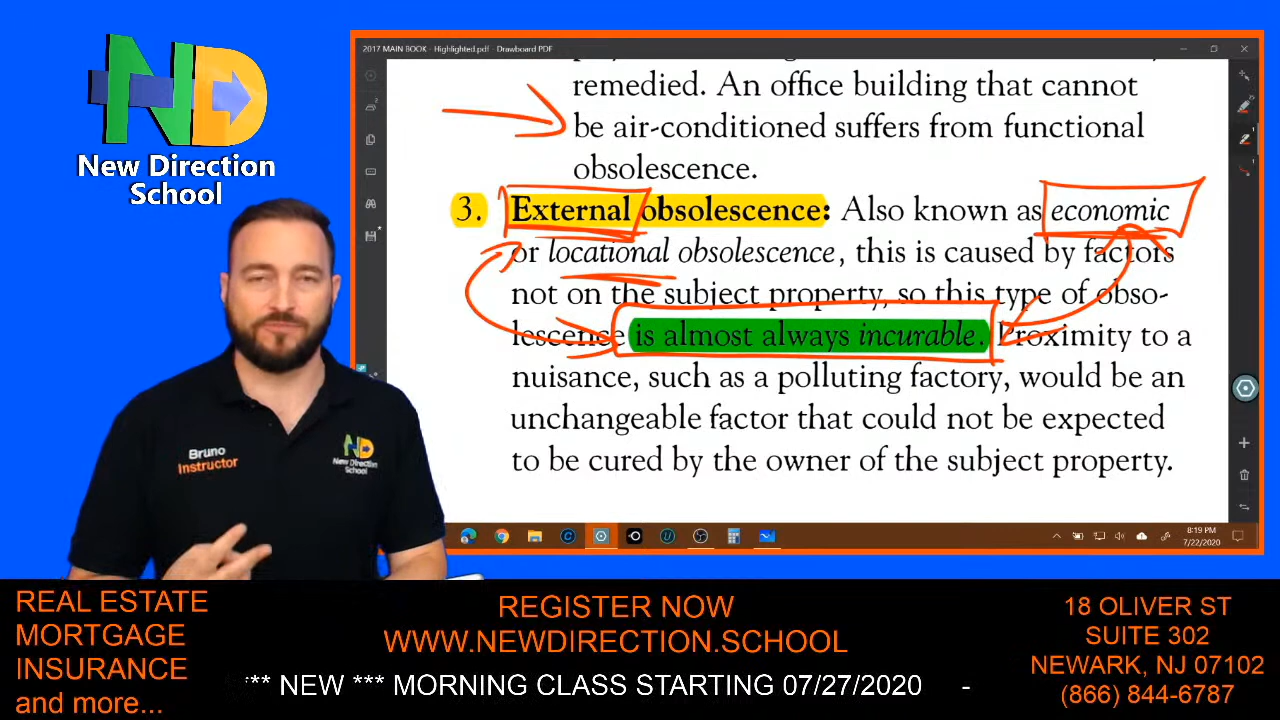 ND
New Direction
School
2017 MAIN BOOK - Highlighted.pdf - Drawboard PDF
remedied. An office building that cannot
be air-conditioned suffers from functional
obsolescence.
3. External obsolescence: Also known as economic
or locational obsolescence, this is caused by factors
not on the subject property, so this type of obso-
lescence is almost always incurable. Proximity to a
nuisance, such as a polluting factory, would be an
unchangeable factor that could not be expected
to be cured by the owner of the subject property.
Bruno
Instructor
ND
New Direction
School
8:19 PM
7/22/2020
REAL ESTATE
MORTGAGE
INSURANCE
and more...
REGISTER NOW
WWW.NEWDIRECTION.SCHOOL
*** NEW *** MORNING CLASS STARTING 07/27/2020 -
18 OLIVER ST
SUITE 302
NEWARK, NJ 07102
(866) 844-6787